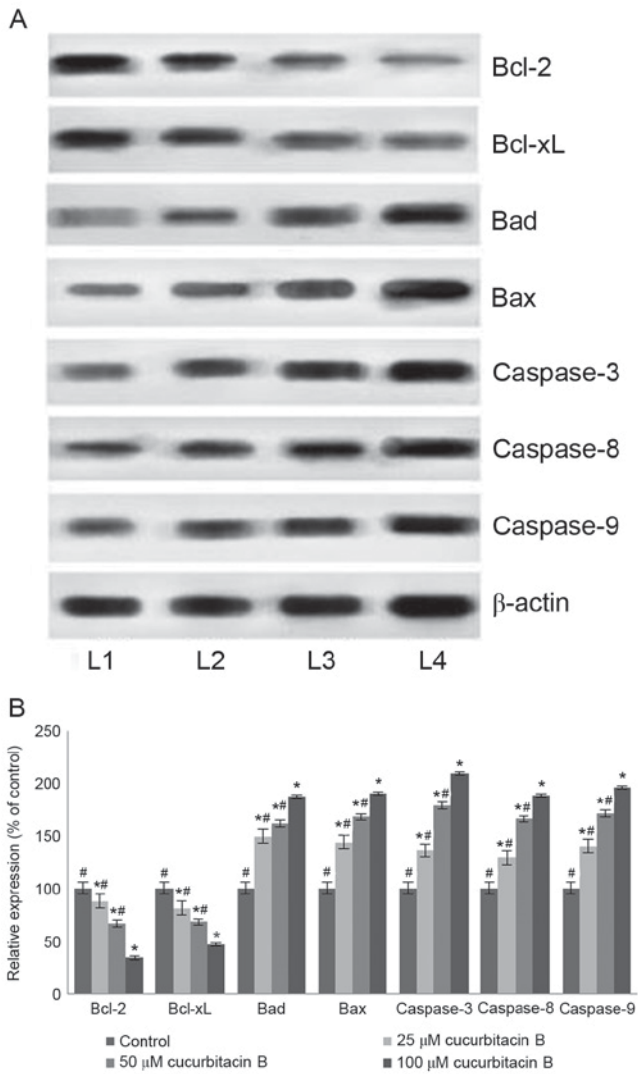 A
Bcl-2
Bcl-xL
Bad
Bax
Caspase-3
Caspase-8
Caspase-9
β-actin
L1 L2 L3 L4
B
Relative expression (% of control)
250
200
150
100
50
0
# *# *# *
# *# *# *
# *# *# *
# *# *# *
# *# *# *
# *# *# *
# *# *# *
Bcl-2 Bcl-xL Bad Bax Caspase-3 Caspase-8 Caspase-9
Control 25 μM cucurbitacin B
50 μM cucurbitacin B 100 μM cucurbitacin B